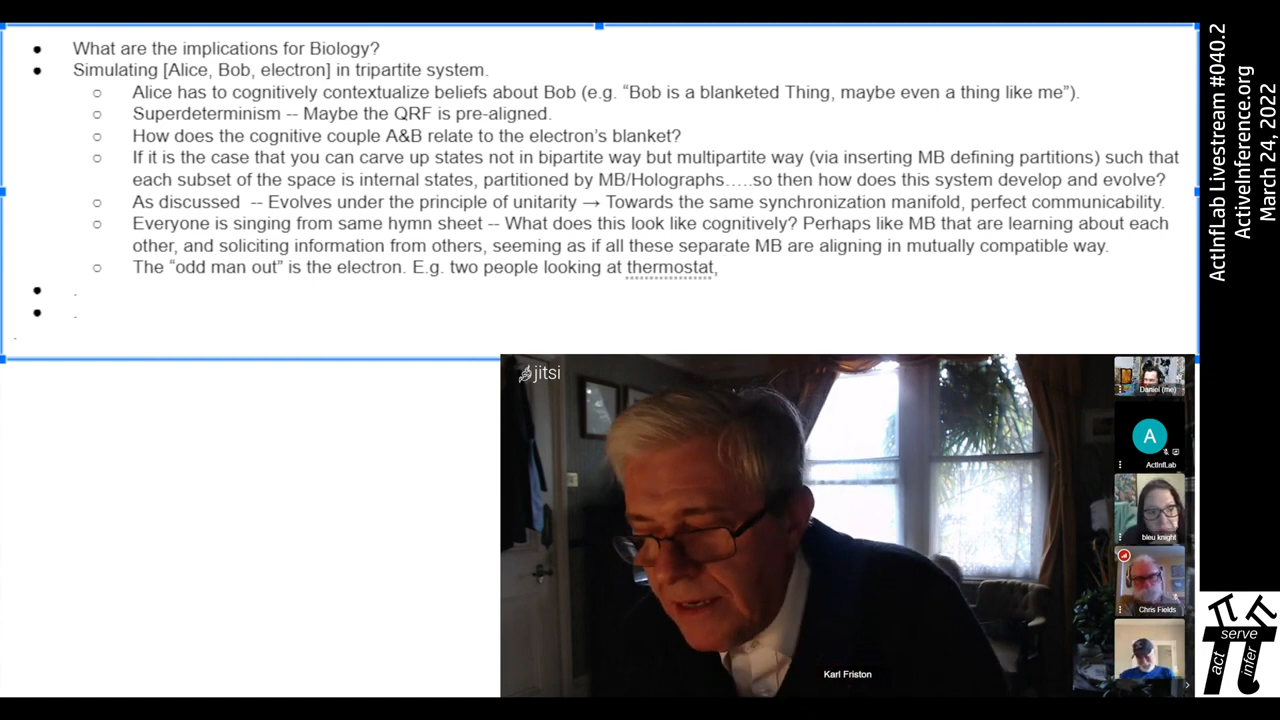 What are the implications for Biology?
Simulating [Alice, Bob, electron] in tripartite system.
Alice has to cognitively contextualize beliefs about Bob (e.g. “Bob is a blanketed Thing, maybe even a thing like me”).
Superdeterminism -- Maybe the QRF is pre-aligned.
How does the cognitive couple A&B relate to the electron’s blanket?
If it is the case that you can carve up states not in bipartite way but multipartite way (via inserting MB defining partitions) such that
each subset of the space is internal states, partitioned by MB/Holographs…..so then how does this system develop and evolve?
As discussed -- Evolves under the principle of unitarity → Towards the same synchronization manifold, perfect communicability.
Everyone is singing from same hymn sheet -- What does this look like cognitively? Perhaps like MB that are learning about each
other, and soliciting information from others, seeming as if all these separate MB are aligning in mutually compatible way.
The “odd man out” is the electron. E.g. two people looking at thermostat,
.
.
.
ActInfLab Livestream #040.2
ActiveInference.org
March 24, 2022
jitsi
Daniel (me)
A
ActInfLab
bleu knight
Chris Fields
Karl Friston
π π
serve
act
infer